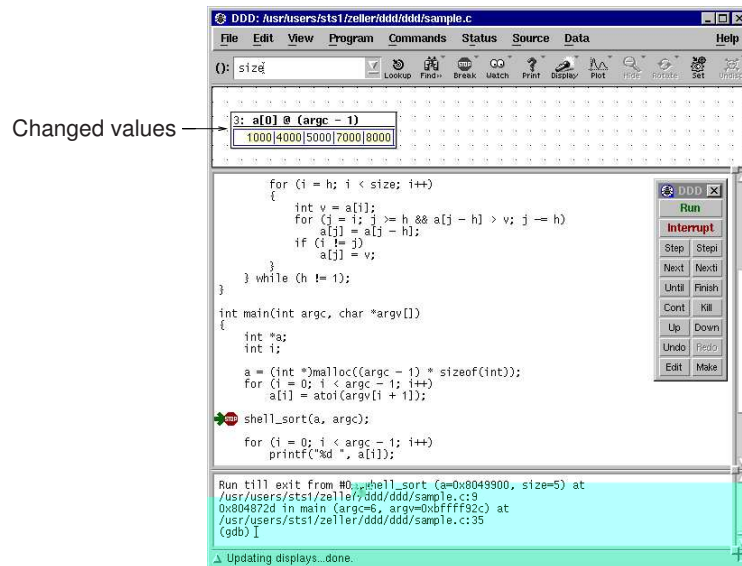 DDD: /usr/users/sts1/zeller/ddd/ddd/sample.c
File Edit View Program Commands Status Source Data Help
(): size
Lookup Find» Break Watch Print Display Plot Hide Rotate Set Undisp
Changed values
3: a[0] @ (argc - 1)
1000 4000 5000 7000 8000
for (i = h; i < size; i++)
{
int v = a[i];
for (j = i; j >= h && a[j - h] > v; j -= h)
a[j] = a[j - h];
if (i != j)
a[j] = v;
}
} while (h != 1);
}
int main(int argc, char *argv[])
{
int *a;
int i;
a = (int *)malloc((argc - 1) * sizeof(int));
for (i = 0; i < argc - 1; i++)
a[i] = atoi(argv[i + 1]);
STOP shell_sort(a, argc);
for (i = 0; i < argc - 1; i++)
printf("%d ", a[i]);
DDD
Run
Interrupt
Step Stepi
Next Nexti
Until Finish
Cont Kill
Up Down
Undo Redo
Edit Make
Run till exit from #0 shell_sort (a=0x8049900, size=5) at
/usr/users/sts1/zeller/ddd/ddd/sample.c:9
0x804872d in main (argc=6, argv=0xbffff92c) at
/usr/users/sts1/zeller/ddd/ddd/sample.c:35
(gdb)
Updating displays...done.